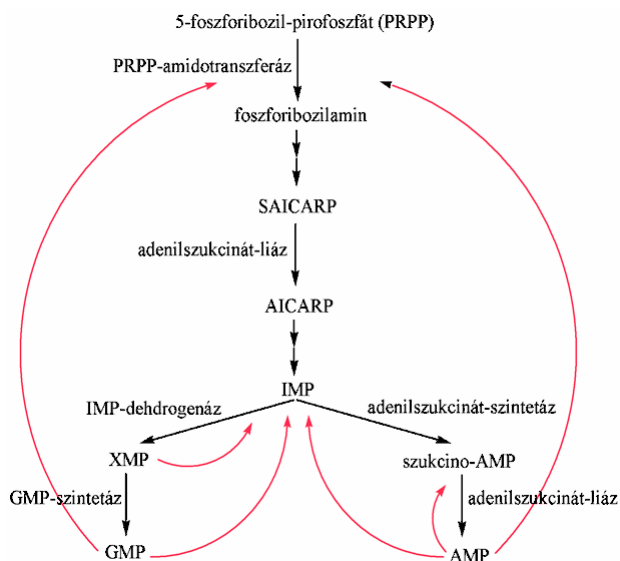 5-foszforibozil-pirofoszfát (PRPP)
PRPP-amidotranszferáz
foszforibozilamin
SAICARP
adenilszukcinát-liáz
AICARP
IMP
IMP-dehdrogenáz
adenilszukcinát-szintetáz
XMP
szukcino-AMP
GMP-szintetáz
adenilszukcinát-liáz
GMP
AMP